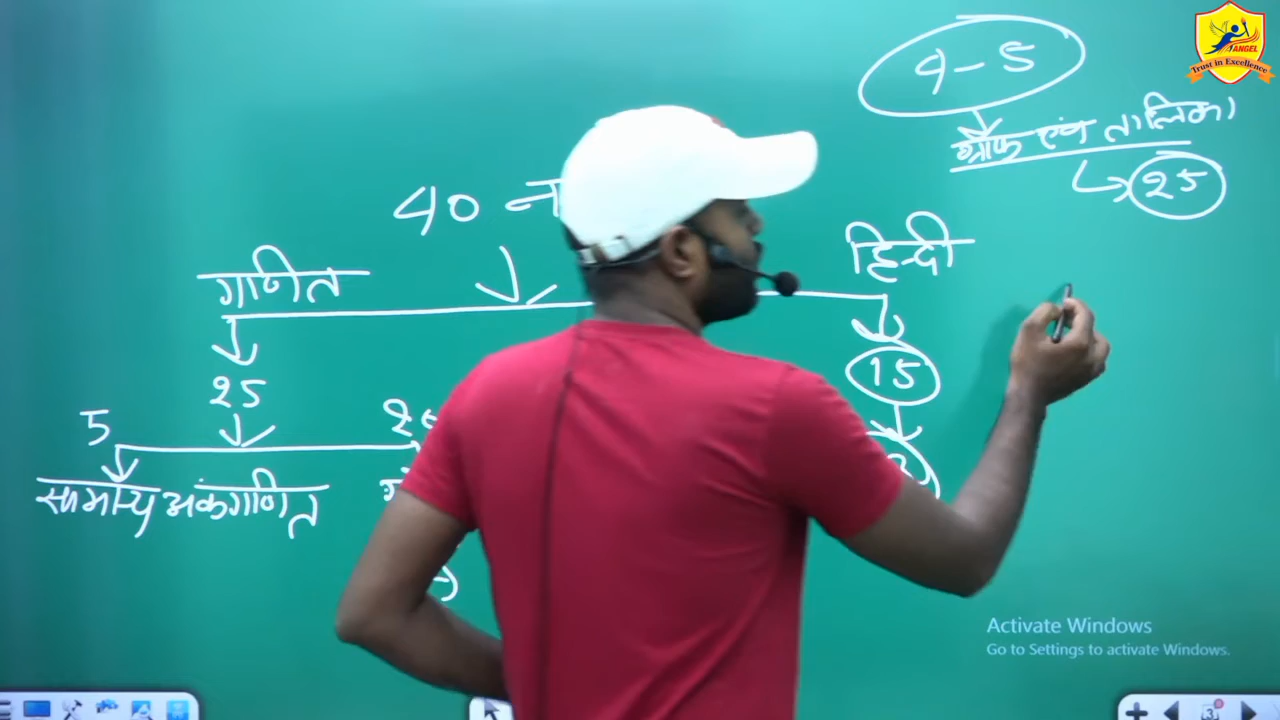 4-5
ग्राफ एवं तालिका
25
40
हिन्दी
गणित
15
25
5
सामान्य अंकगणित
ANGEL
Trust in Excellence
Activate Windows
Go to Settings to activate Windows.